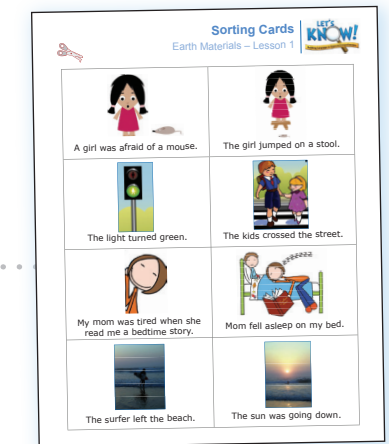 Sorting Cards
Earth Materials – Lesson 1
LET'S
KNOW!
A girl was afraid of a mouse.
The girl jumped on a stool.
The light turned green.
The kids crossed the street.
My mom was tired when she
read me a bedtime story.
Mom fell asleep on my bed.
The surfer left the beach.
The sun was going down.